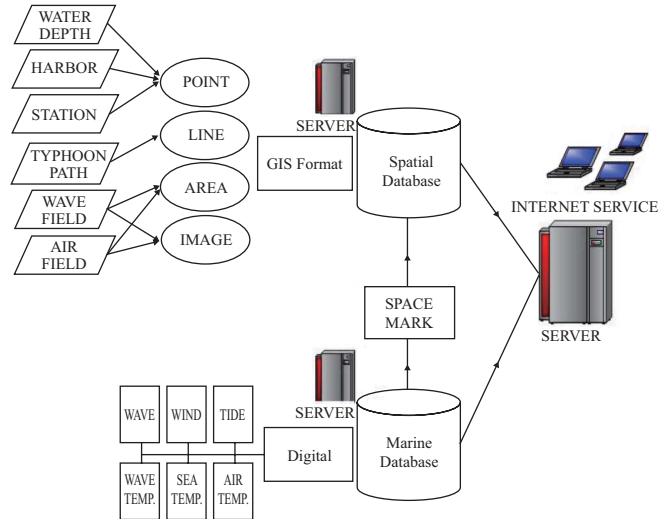 WATER
DEPTH
HARBOR
STATION
TYPHOON
PATH
WAVE
FIELD
AIR
FIELD
POINT
LINE
AREA
IMAGE
SERVER
GIS Format
Spatial
Database
INTERNET SERVICE
SERVER
SPACE
MARK
SERVER
WAVE
WIND
TIDE
Digital
Marine
Database
WAVE
TEMP.
SEA
TEMP.
AIR
TEMP.